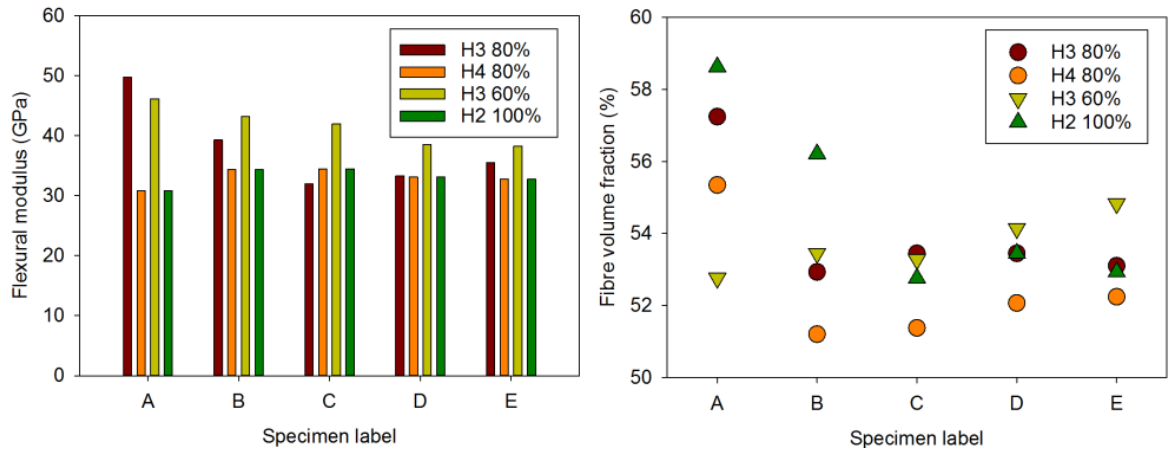 60
50
40
30
20
10
0
Flexural modulus (GPa)
H3 80%
H4 80%
H3 60%
H2 100%
A B C D E
Specimen label
60
58
56
54
52
50
Fibre volume fraction (%)
H3 80%
H4 80%
H3 60%
H2 100%
A B C D E
Specimen label